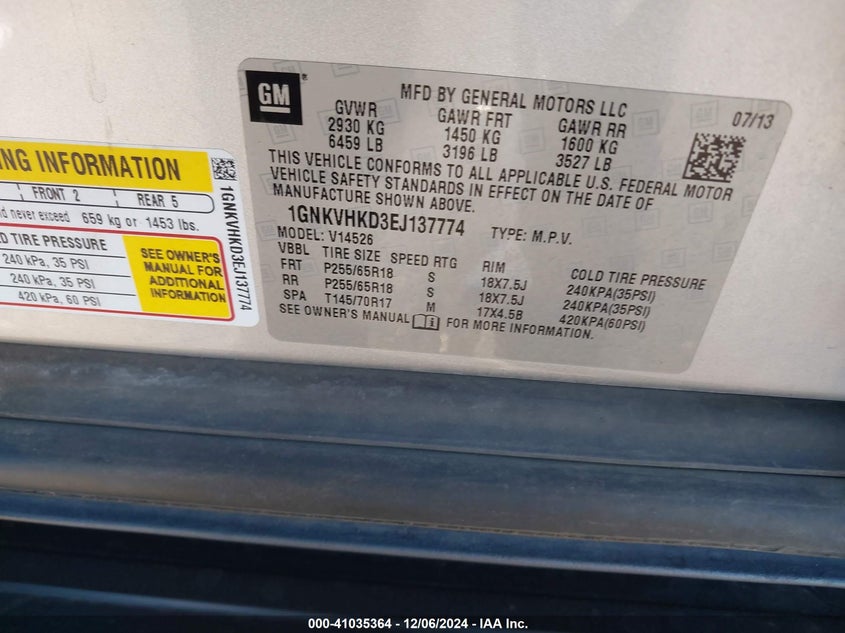 GM
MFD BY GENERAL MOTORS LLC
07/13
GVWR GAWR FRT GAWR RR
2930 KG 1450 KG 1600 KG
6459 LB 3196 LB 3527 LB
THIS VEHICLE CONFORMS TO ALL APPLICABLE U.S. FEDERAL MOTOR
VEHICLE SAFETY STANDARDS IN EFFECT ON THE DATE OF
MANUFACTURE SHOWN ABOVE.
1GNKVHKD3EJ137774 TYPE: M.P.V.
MODEL: V14526
VBBL TIRE SIZE SPEED RTG RIM COLD TIRE PRESSURE
FRT P255/65R18 S 18X7.5J 240KPA(35PSI)
RR P255/65R18 S 18X7.5J 240KPA(35PSI)
SPA T145/70R17 M 17X4.5B 420KPA(60PSI)
SEE OWNER'S MANUAL FOR MORE INFORMATION.
ING INFORMATION
FRONT 2 REAR 5
never exceed 659 kg or 1453 lbs.
TIRE PRESSURE
240 kPa, 35 PSI
240 kPa, 35 PSI
420 kPa, 60 PSI
SEE OWNER'S
MANUAL FOR
ADDITIONAL
INFORMATION
1GNKVHKD3EJ137774
000-41035364 - 12/06/2024 - IAA Inc.